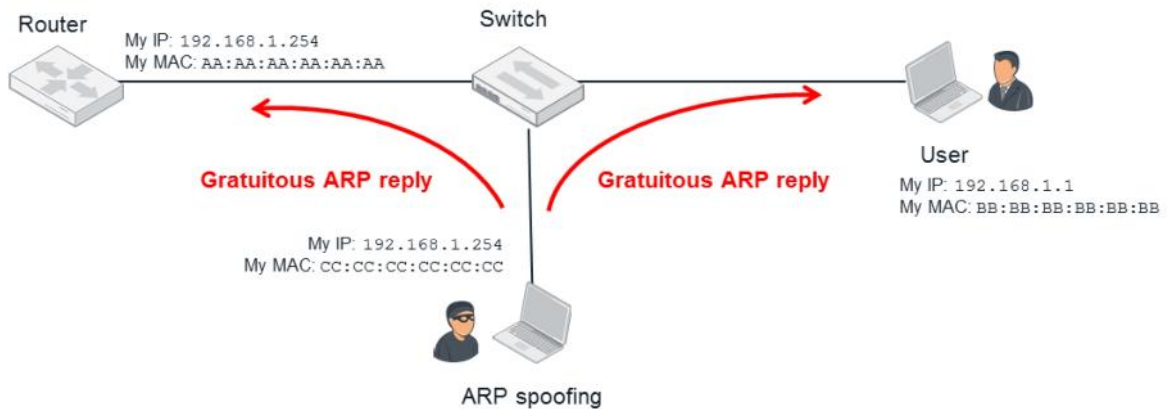 Router
My IP: 192.168.1.254
My MAC: AA:AA:AA:AA:AA:AA
Switch
Gratuitous ARP reply
Gratuitous ARP reply
User
My IP: 192.168.1.1
My MAC: BB:BB:BB:BB:BB:BB
My IP: 192.168.1.254
My MAC: CC:CC:CC:CC:CC:CC
ARP spoofing